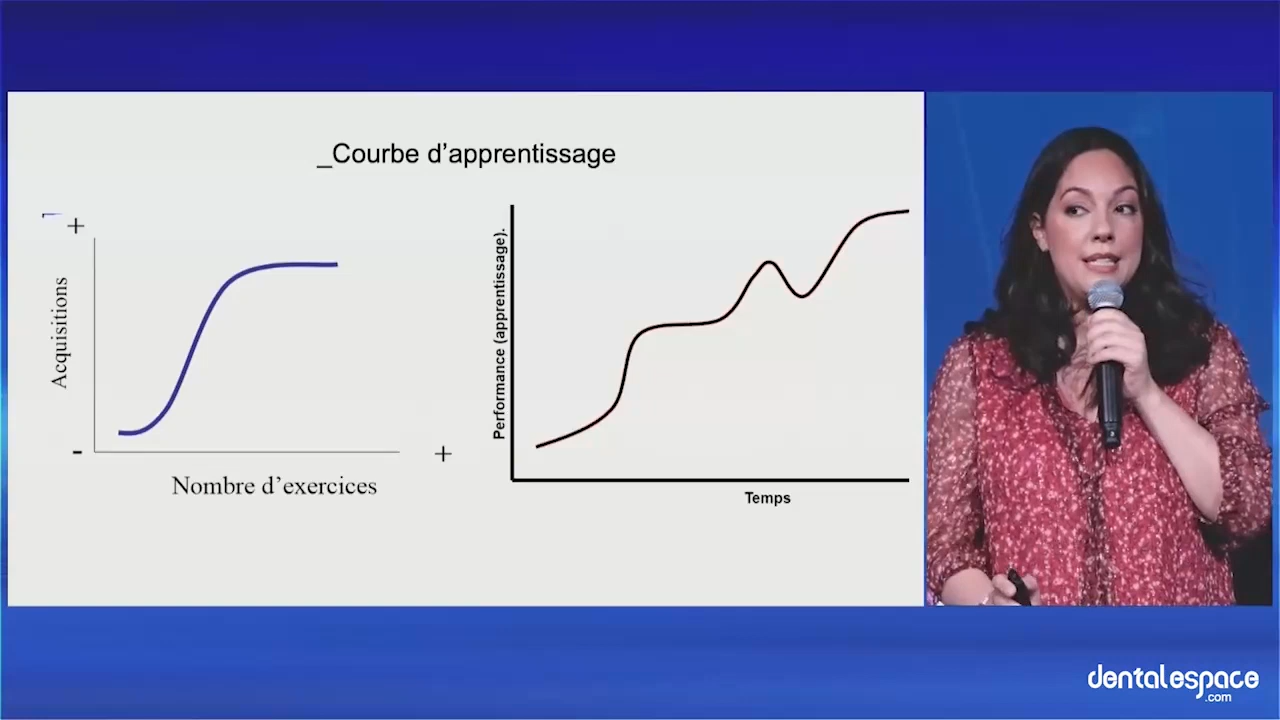 _Courbe d’apprentissage
+
Acquisitions
-
Nombre d’exercices
+
Performance (apprentissage).
Temps
dentalespace
.com